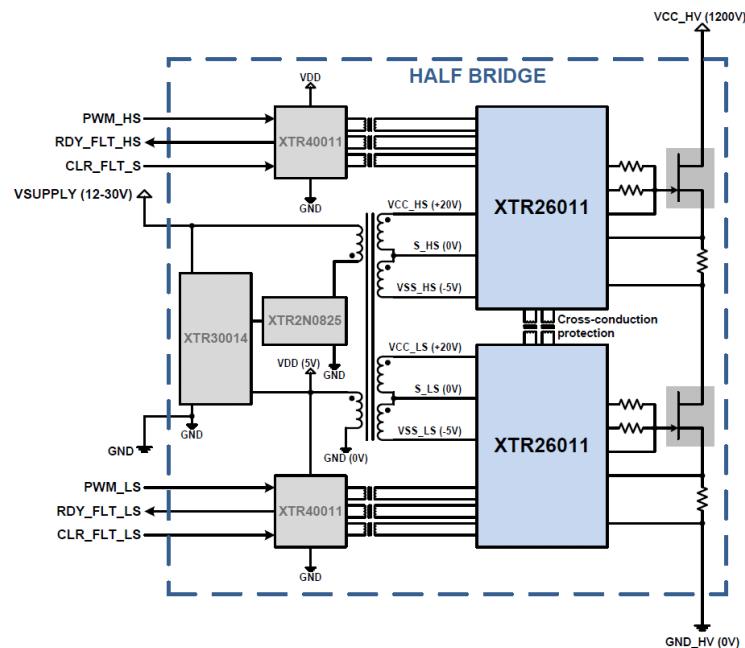 VCC_HV (1200V)
HALF BRIDGE
VDD
PWM_HS
RDY_FLT_HS
CLR_FLT_S
XTR40011
GND
VSUPPLY (12-30V)
VCC_HS (+20V)
S_HS (0V)
VSS_HS (-5V)
XTR26011
Cross-conduction
protection
XTR30014
XTR2N0825
VDD (5V)
GND
VCC_LS (+20V)
S_LS (0V)
VSS_LS (-5V)
XTR26011
GND
GND
GND (0V)
PWM_LS
RDY_FLT_LS
CLR_FLT_LS
XTR40011
GND
GND_HV (0V)